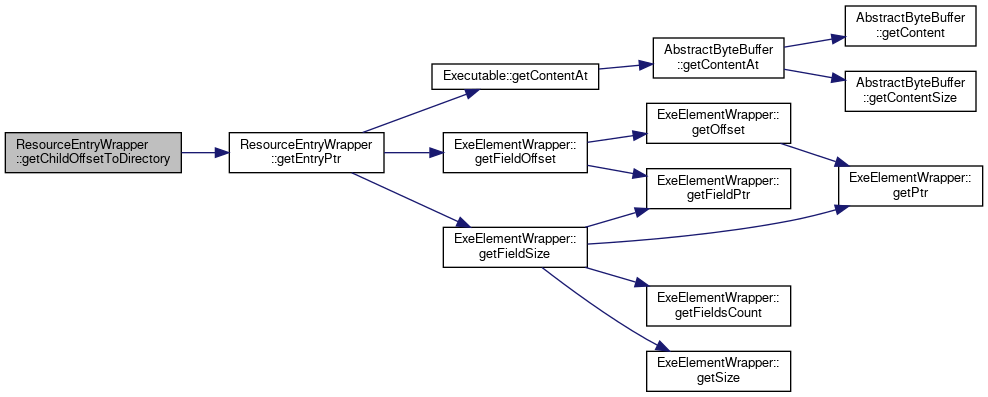 ResourceEntryWrapper
::getChildOffsetToDirectory
ResourceEntryWrapper
::getEntryPtr
Executable::getContentAt
ExeElementWrapper::
getFieldOffset
ExeElementWrapper::
getFieldSize
AbstractByteBuffer
::getContentAt
ExeElementWrapper::
getOffset
ExeElementWrapper::
getFieldPtr
ExeElementWrapper::
getFieldsCount
ExeElementWrapper::
getSize
AbstractByteBuffer
::getContent
AbstractByteBuffer
::getContentSize
ExeElementWrapper::
getPtr